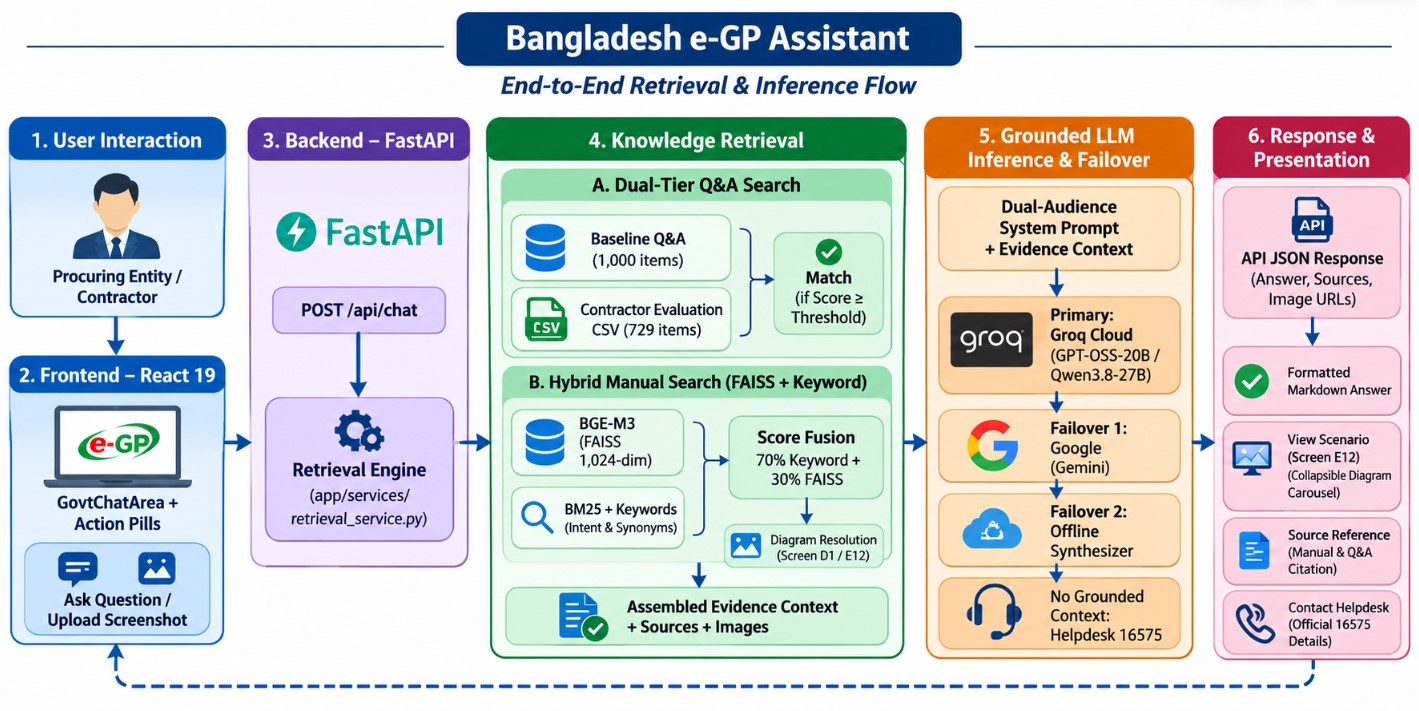 Bangladesh e-GP Assistant
End-to-End Retrieval & Inference Flow
1. User Interaction
Procuring Entity /
Contractor
2. Frontend – React 19
e-GP
GovtChatArea +
Action Pills
Ask Question /
Upload Screenshot
3. Backend – FastAPI
FastAPI
POST /api/chat
Retrieval Engine
(app/services/
retrieval_service.py)
4. Knowledge Retrieval
A. Dual-Tier Q&A Search
Baseline Q&A
(1,000 items)
CSV
Contractor Evaluation
CSV (729 items)
Match
(if Score ≥
Threshold)
B. Hybrid Manual Search (FAISS + Keyword)
BGE-M3
(FAISS
1,024-dim)
BM25 + Keywords
(Intent & Synonyms)
Score Fusion
70% Keyword +
30% FAISS
Diagram Resolution
(Screen D1 / E12)
Assembled Evidence Context
+ Sources + Images
5. Grounded LLM
Inference & Failover
Dual-Audience
System Prompt
+ Evidence Context
groq
Primary:
Groq Cloud
(GPT-OSS-20B /
Qwen3.8-27B)
Failover 1:
Google
(Gemini)
Failover 2:
Offline
Synthesizer
No Grounded
Context:
Helpdesk 16575
6. Response &
Presentation
API
API JSON Response
(Answer, Sources,
Image URLs)
Formatted
Markdown Answer
View Scenario
(Screen E12)
(Collapsible Diagram
Carousel)
Source Reference
(Manual & Q&A
Citation)
Contact Helpdesk
(Official 16575
Details)